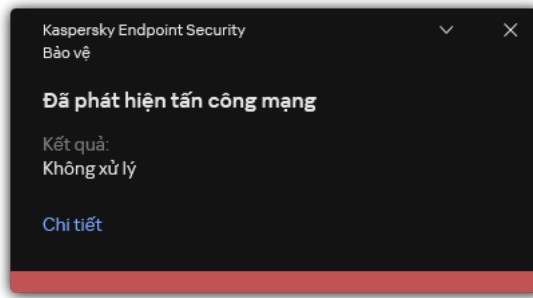 Kaspersky Endpoint Security
Bảo vệ
Đã phát hiện tấn công mạng
Kết quả:
Không xử lý
Chi tiết